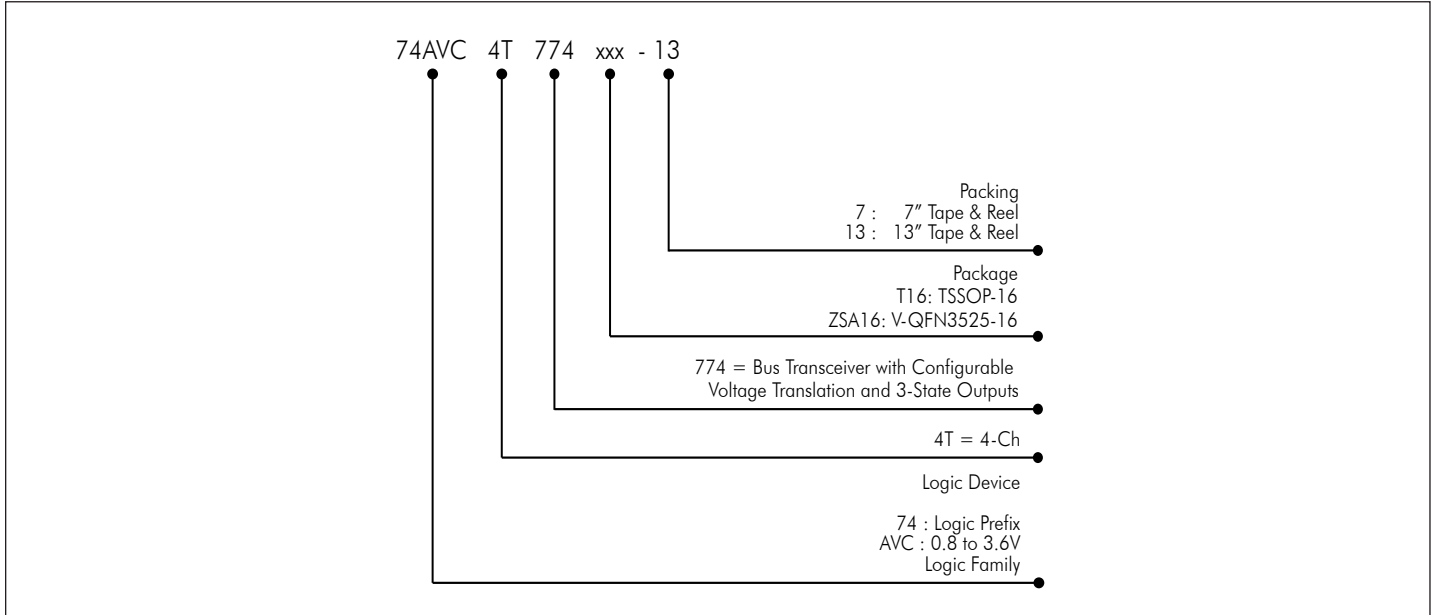 74AVC 4T 774 xxx - 13
Packing
7 : 7" Tape & Reel
13 : 13" Tape & Reel
Package
T16: TSSOP-16
ZSA16: V-QFN3525-16
774 = Bus Transceiver with Configurable
Voltage Translation and 3-State Outputs
4T = 4-Ch
Logic Device
74 : Logic Prefix
AVC : 0.8 to 3.6V
Logic Family